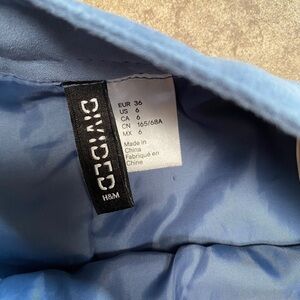 DIVIDED
H&M
EUR 36
US 6
CA 6
CN 165/68A
MX 6
Made in
China
Fabriqué en
Chine